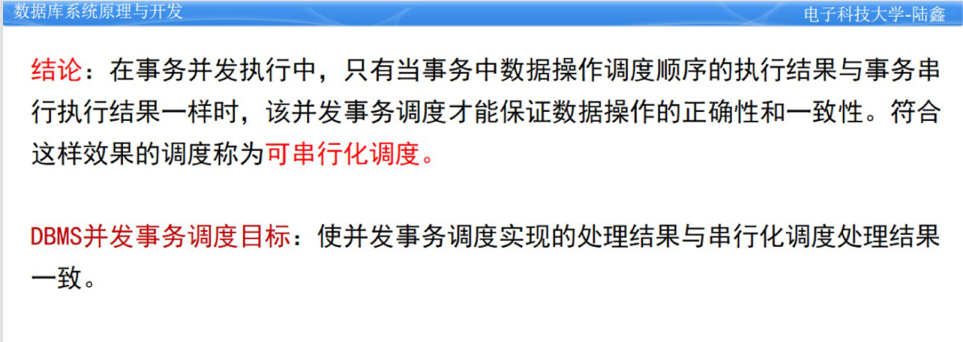 数据库系统原理与开发
电子科技大学-陆鑫
结论：在事务并发执行中，只有当事务中数据操作调度顺序的执行结果与事务串
行执行结果一样时，该并发事务调度才能保证数据操作的正确性和一致性。符合
这样效果的调度称为可串行化调度。
DBMS并发事务调度目标：使并发事务调度实现的处理结果与串行化调度处理结果
一致。